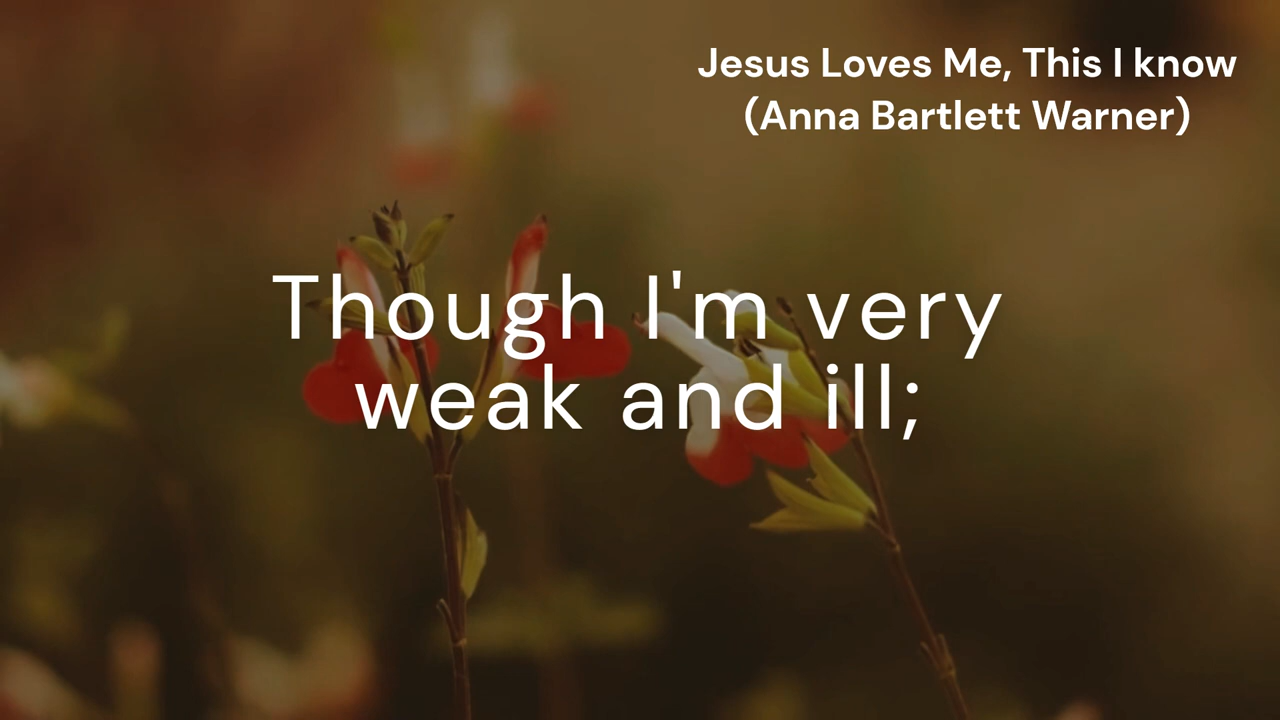 Jesus Loves Me, This I know
(Anna Bartlett Warner)
Though I'm very
weak and ill;